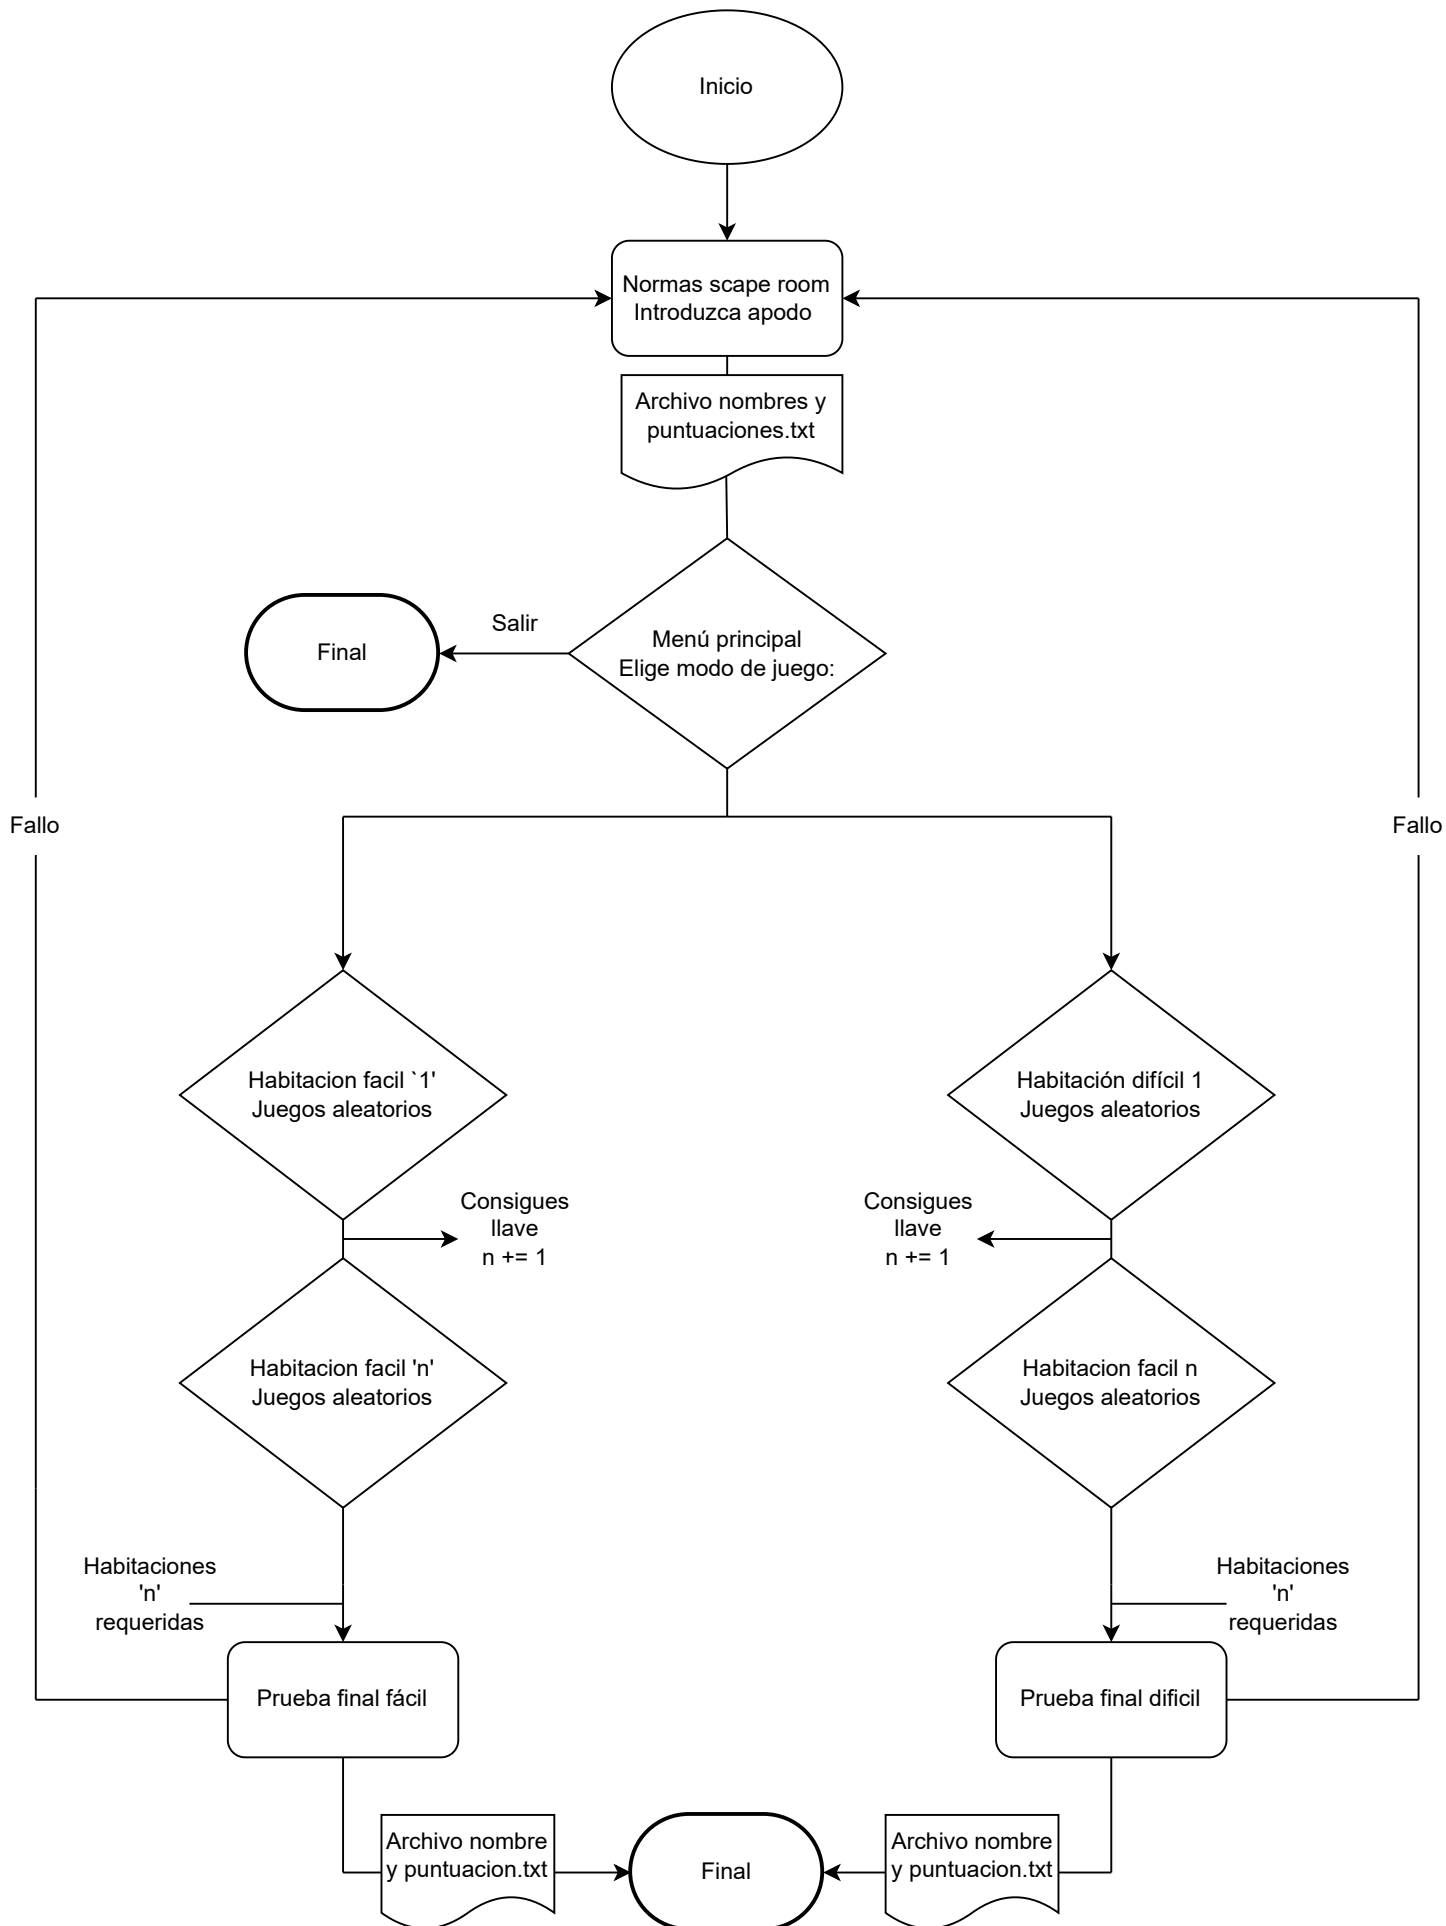 Inicio
Normas scape room
Introduzca apodo
Archivo nombres y
puntuaciones.txt
Salir
Final
Menú principal
Elige modo de juego:
Fallo
Fallo
Habitacion facil `1'
Juegos aleatorios
Habitación difícil 1
Juegos aleatorios
Consigues
llave
n += 1
Consigues
llave
n += 1
Habitacion facil 'n'
Juegos aleatorios
Habitacion facil n
Juegos aleatorios
Habitaciones
'n'
requeridas
Habitaciones
'n'
requeridas
Prueba final fácil
Prueba final dificil
Archivo nombre
y puntuacion.txt
Final
Archivo nombre
y puntuacion.txt